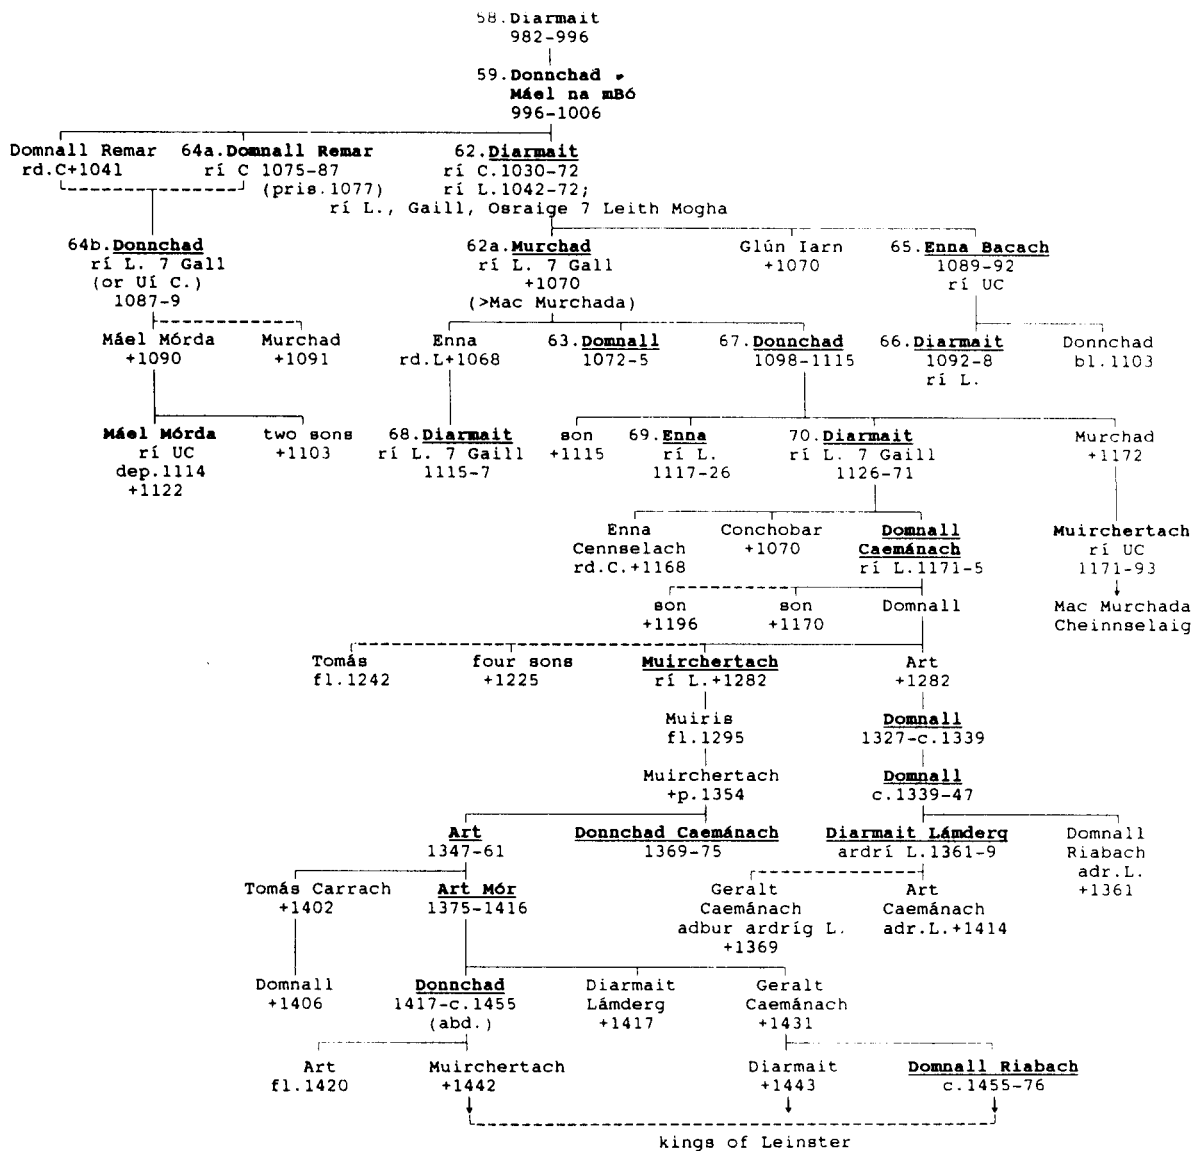 58. Diarmait
982-996
59. Donnchad
Máel na mBó
996-1006
Domnall Remar 64a. Domnall Remar 62. Diarmait
rd.C+1041 rí C 1075-87 rí C.1030-72
(pris.1077) rí L.1042-72;
rí L., Gaill, Osraige 7 Leith Mogha
64b. Donnchad 62a. Murchad Glún Iarn 65. Enna Bacach
rí L. 7 Gall rí L. 7 Gall +1070 1089-92
(or Uí C.) +1070 rí UC
1087-9 (>Mac Murchada)
Máel Mórda Murchad Enna 63. Domnall 67. Donnchad 66. Diarmait Donnchad
+1090 +1091 rd.L+1068 1072-5 1098-1115 1092-8 bl.1103
rí L.
Máel Mórda two sons 68. Diarmait son 69. Enna 70. Diarmait Murchad
rí UC +1103 rí L. 7 Gaill +1115 rí L. rí L. 7 Gaill +1172
dep.1114 1115-7 1117-26 1126-71
+1122
Enna Conchobar Domnall Muirchertach
Cennselach +1070 Caemánach rí UC
rd.C.+1168 rí L.1171-5 1171-93
son son Domnall Mac Murchada
+1196 +1170 Cheinnselaig
Tomás four sons Muirchertach Art
fl.1242 +1225 rí L.+1282 +1282
Muiris Domnall
fl.1295 1327-c.1339
Muirchertach Domnall
+p.1354 c.1339-47
Art Donnchad Caemánach Diarmait Lámderg Domnall
1347-61 1369-75 ardrí L.1361-9 Riabach
adr.L.
+1361
Tomás Carrach Art Mór Geralt Art
+1402 1375-1416 Caemánach Caemánach
adbur ardríg L. adr.L.+1414
+1369
Domnall Donnchad Diarmait Geralt
+1406 1417-c.1455 Lámderg Caemánach
(abd.) +1417 +1431
Art Muirchertach Diarmait Domnall Riabach
fl.1420 +1442 +1443 c.1455-76
kings of Leinster